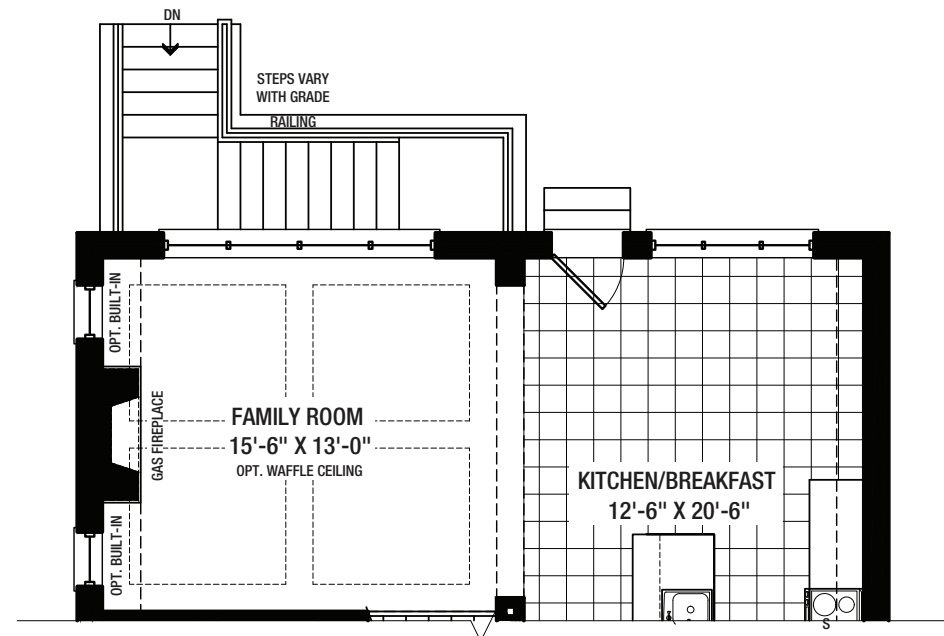 DN
STEPS VARY
WITH GRADE
RAILING
OPT. BUILT-IN
GAS FIREPLACE
FAMILY ROOM
15'-6" X 13'-0"
OPT. WAFFLE CEILING
KITCHEN/BREAKFAST
12'-6" X 20'-6"
OPT. BUILT-IN
S